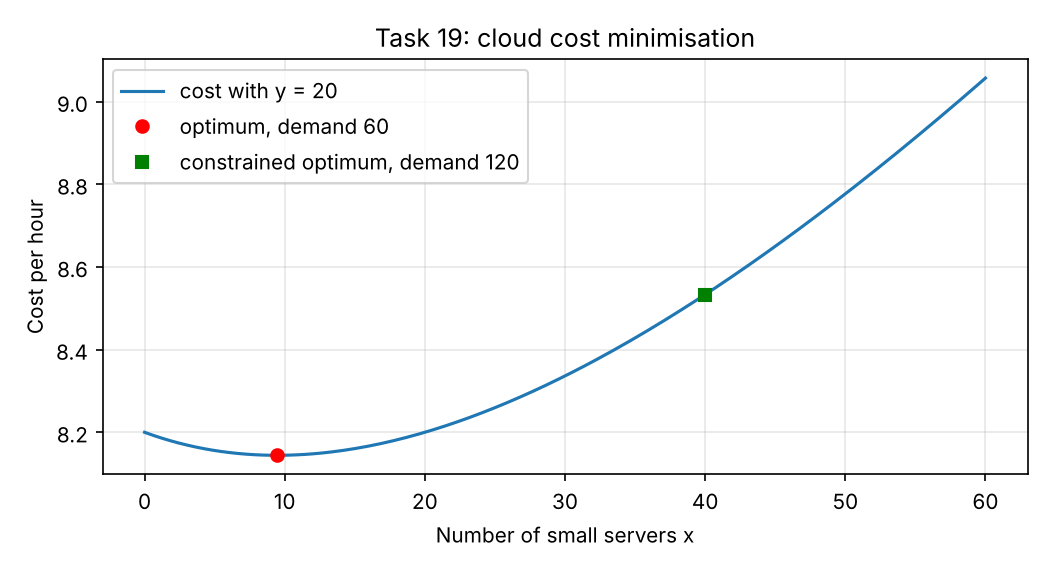 Task 19: cloud cost minimisation
cost with y = 20
optimum, demand 60
constrained optimum, demand 120
Cost per hour
9.0
8.8
8.6
8.4
8.2
0 10 20 30 40 50 60
Number of small servers x